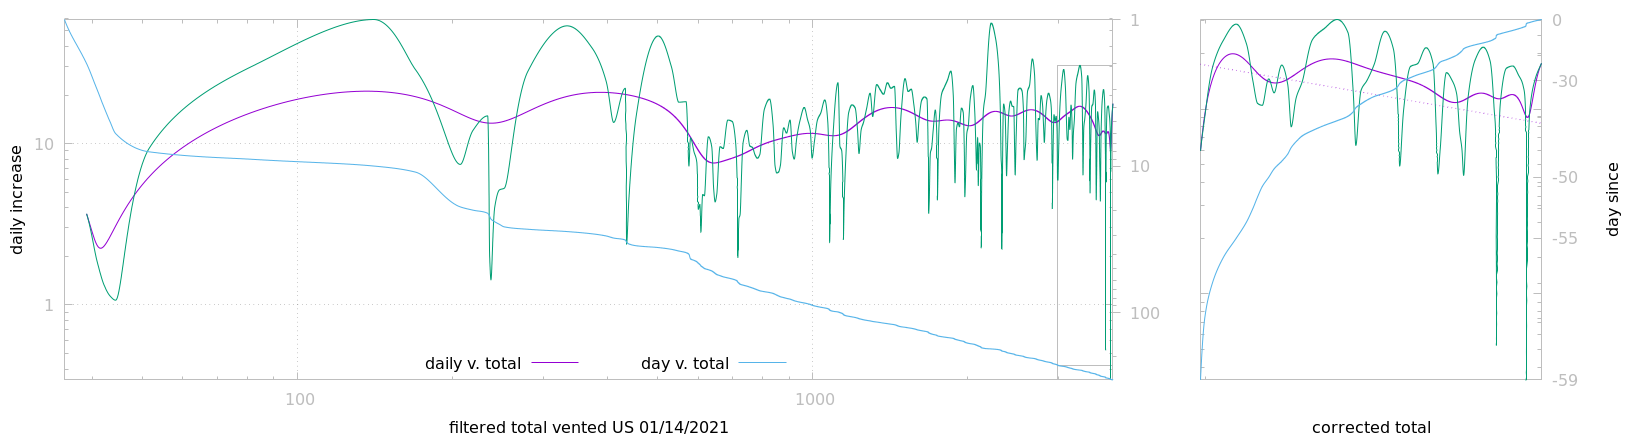 daily increase
10
1
100
1000
daily v. total
day v. total
filtered total vented US 01/14/2021
1
10
100
0
-30
-50
-55
-59
day since
corrected total